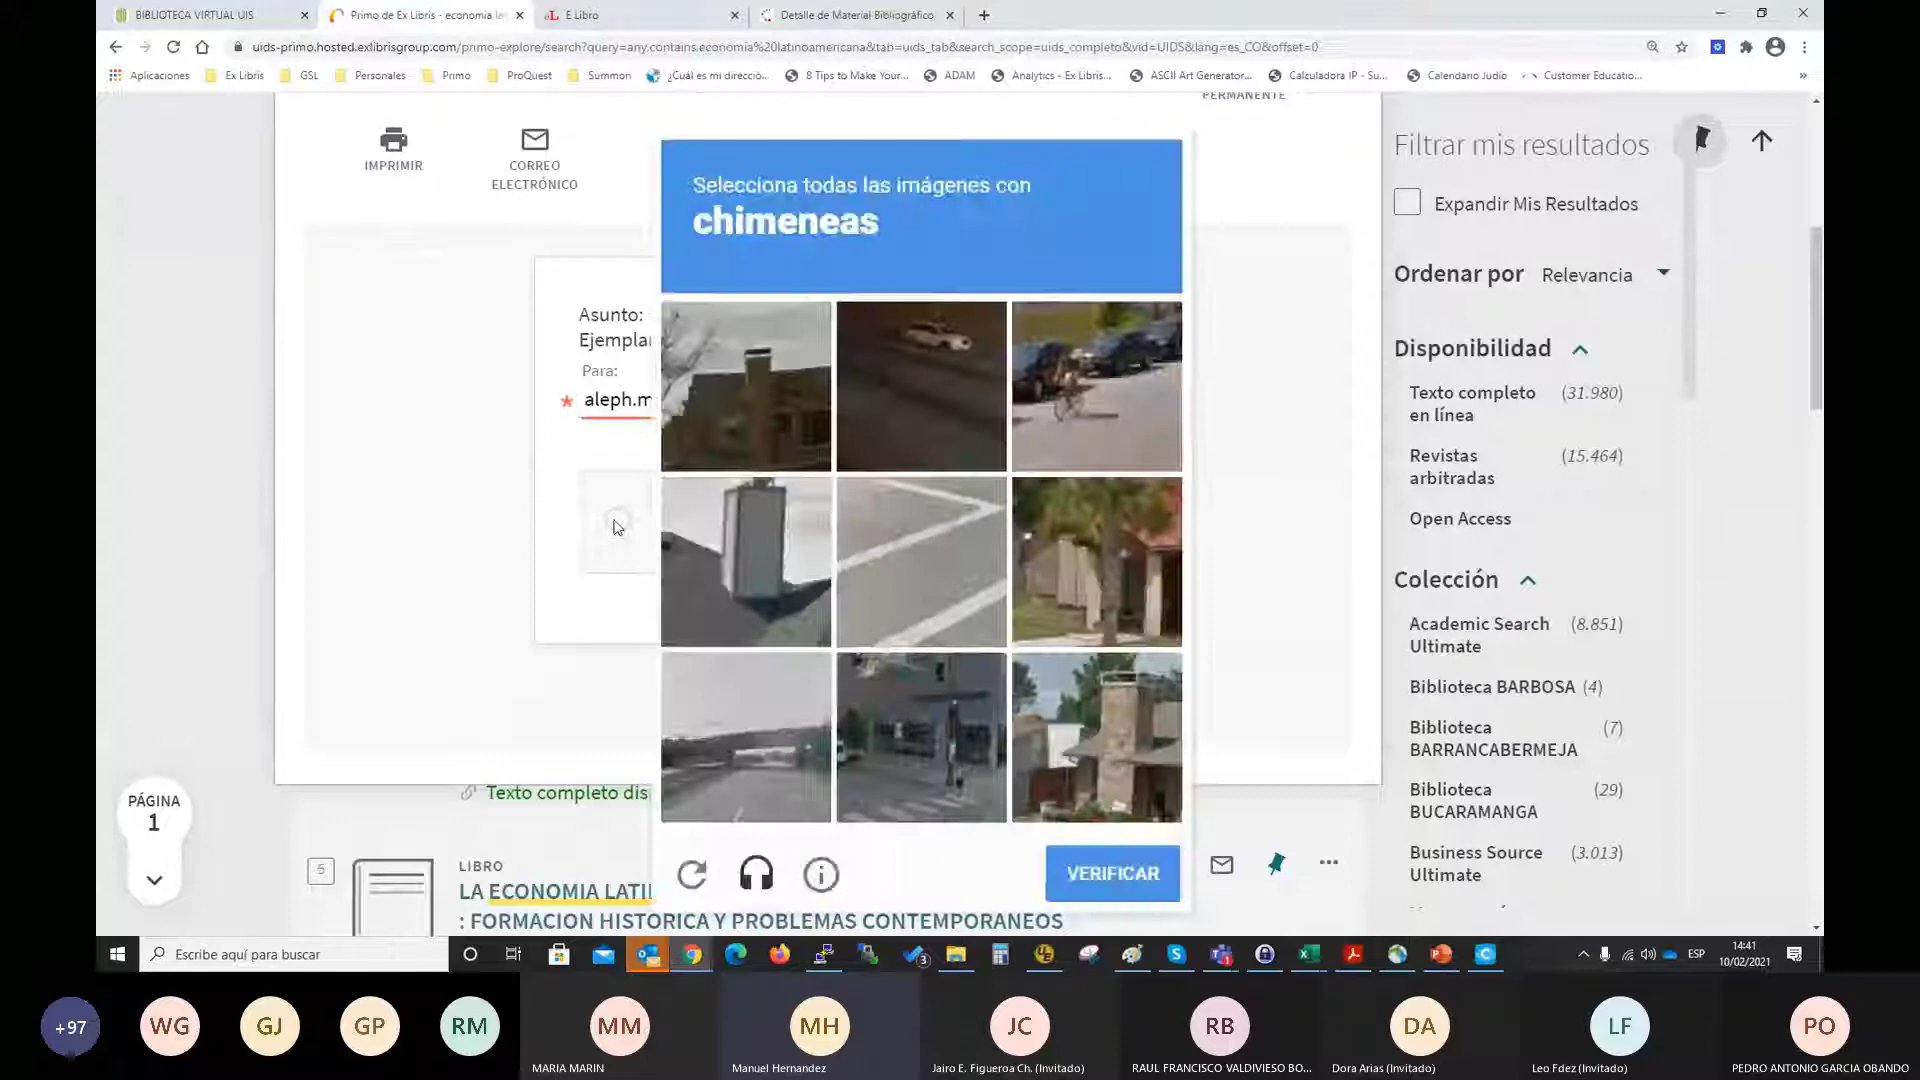 BIBLIOTECA VIRTUAL UIS
Primo de Ex Libris - economia la
E Libro
Detalle de Material Bibliográfico
uids-primo.hosted.exlibrisgroup.com/primo-explore/search?query=any,contains,economia%20latinoamericana&tab=uids_tab&search_scope=uids_completo&vid=UIDS&lang=es_CO&offset=0
Aplicaciones
Ex Libris
GSL
Personales
Primo
ProQuest
Summon
¿Cuál es mi direcció...
8 Tips to Make Your...
ADAM
Analytics - Ex Libris...
ASCII Art Generator...
Calculadora IP - Su...
Calendario Judío
Customer Educatio...
PERMANENTE
IMPRIMIR
CORREO
ELECTRÓNICO
Asunto:
Ejemplar
Para:
* aleph.m
Selecciona todas las imágenes con
chimeneas
VERIFICAR
Texto completo dis
PÁGINA
1
5
LIBRO
LA ECONOMIA LATI
: FORMACION HISTORICA Y PROBLEMAS CONTEMPORANEOS
Filtrar mis resultados
Expandir Mis Resultados
Ordenar por Relevancia
Disponibilidad
Texto completo (31.980)
en línea
Revistas (15.464)
arbitradas
Open Access
Colección
Academic Search (8.851)
Ultimate
Biblioteca BARBOSA (4)
Biblioteca (7)
BARRANCABERMEJA
Biblioteca (29)
BUCARAMANGA
Business Source (3.013)
Ultimate
Escribe aquí para buscar
3
ESP
14:41
10/02/2021
+97
WG
GJ
GP
RM
MM
MH
JC
RB
DA
LF
PO
MARIA MARIN
Manuel Hernandez
Jairo E. Figueroa Ch. (Invitado)
RAUL FRANCISCO VALDIVIESO BO...
Dora Arias (Invitado)
Leo Fdez (Invitado)
PEDRO ANTONIO GARCIA OBANDO